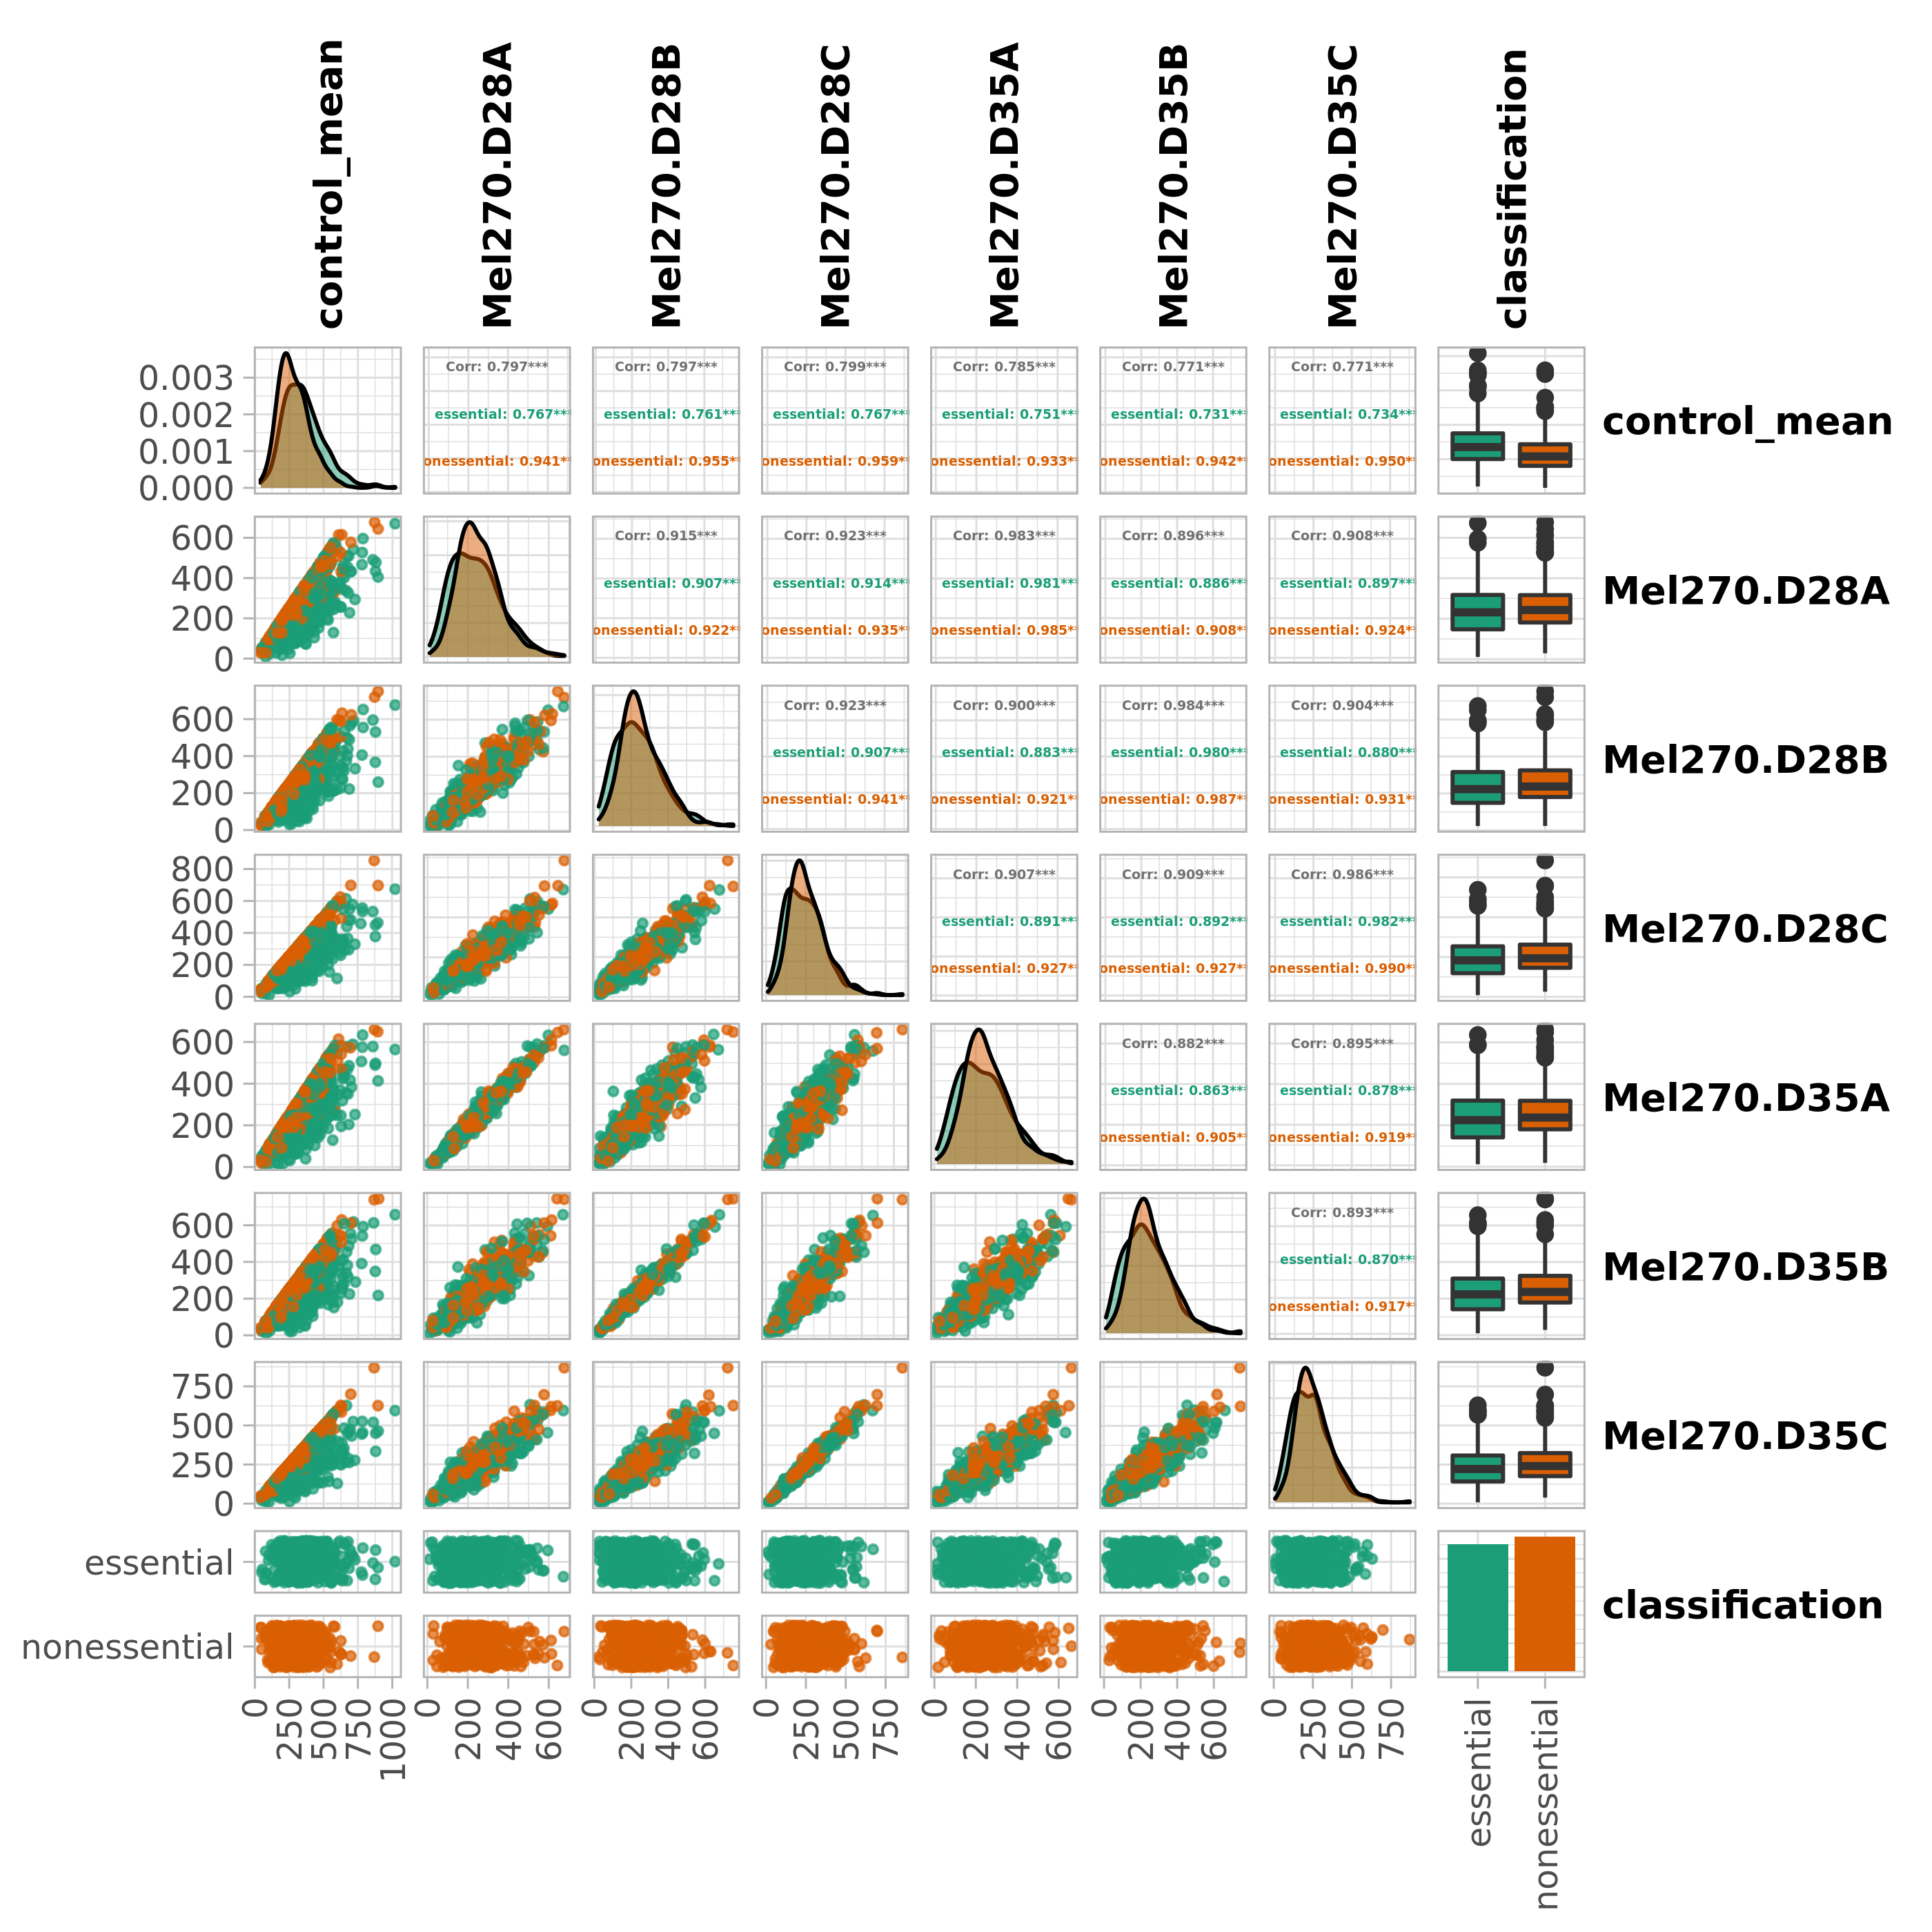 control_mean
Mel270.D28A
Mel270.D28B
Mel270.D28C
Mel270.D35A
Mel270.D35B
Mel270.D35C
classification
0.003
0.002
0.001
0.000
Corr: 0.797***
essential: 0.767***
onessential: 0.941**
Corr: 0.797***
essential: 0.761***
onessential: 0.955**
Corr: 0.799***
essential: 0.767***
onessential: 0.959**
Corr: 0.785***
essential: 0.751***
onessential: 0.933**
Corr: 0.771***
essential: 0.731***
onessential: 0.942**
Corr: 0.771***
essential: 0.734***
onessential: 0.950**
control_mean
600
400
200
0
Corr: 0.915***
essential: 0.907***
onessential: 0.922**
Corr: 0.923***
essential: 0.914***
onessential: 0.935**
Corr: 0.983***
essential: 0.981***
onessential: 0.985**
Corr: 0.896***
essential: 0.886***
onessential: 0.908**
Corr: 0.908***
essential: 0.897***
onessential: 0.924**
Mel270.D28A
600
400
200
0
Corr: 0.923***
essential: 0.907***
onessential: 0.941**
Corr: 0.900***
essential: 0.883***
onessential: 0.921**
Corr: 0.984***
essential: 0.980***
onessential: 0.987**
Corr: 0.904***
essential: 0.880***
onessential: 0.931**
Mel270.D28B
800
600
400
200
0
Corr: 0.907***
essential: 0.891***
onessential: 0.927**
Corr: 0.909***
essential: 0.892***
onessential: 0.927**
Corr: 0.986***
essential: 0.982***
onessential: 0.990**
Mel270.D28C
600
400
200
0
Corr: 0.882***
essential: 0.863***
onessential: 0.905**
Corr: 0.895***
essential: 0.878***
onessential: 0.919**
Mel270.D35A
600
400
200
0
Corr: 0.893***
essential: 0.870***
onessential: 0.917**
Mel270.D35B
750
500
250
0
Mel270.D35C
essential
nonessential
classification
0
250
500
750
1000
0
200
400
600
0
200
400
600
0
250
500
750
0
200
400
600
0
200
400
600
0
250
500
750
essential
nonessential